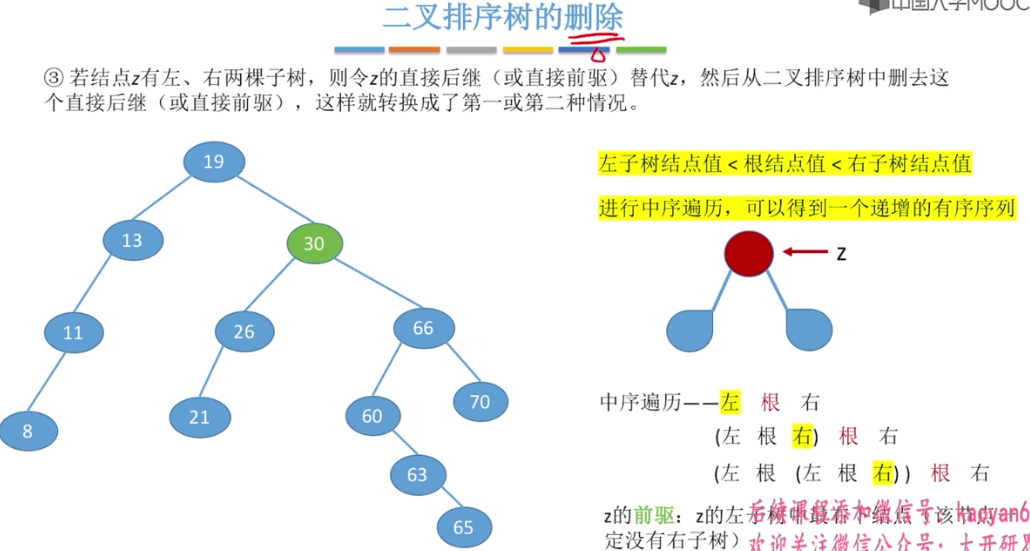 中国大学MOOC
二叉排序树的删除
③ 若结点z有左、右两棵子树，则令z的直接后继（或直接前驱）替代z，然后从二叉排序树中删去这
个直接后继（或直接前驱），这样就转换成了第一或第二种情况。
左子树结点值 < 根结点值 < 右子树结点值
进行中序遍历，可以得到一个递增的有序序列
19
13
30
z
11
26
66
8
21
60
70
63
65
中序遍历——左 根 右
(左 根 右) 根 右
(左 根 (左 根 右)) 根 右
z的前驱：z的左子树中最右下结点（该节点一
定没有右子树）
后续课程添加微信号：kaoyan6
欢迎关注微信公众号：大开研